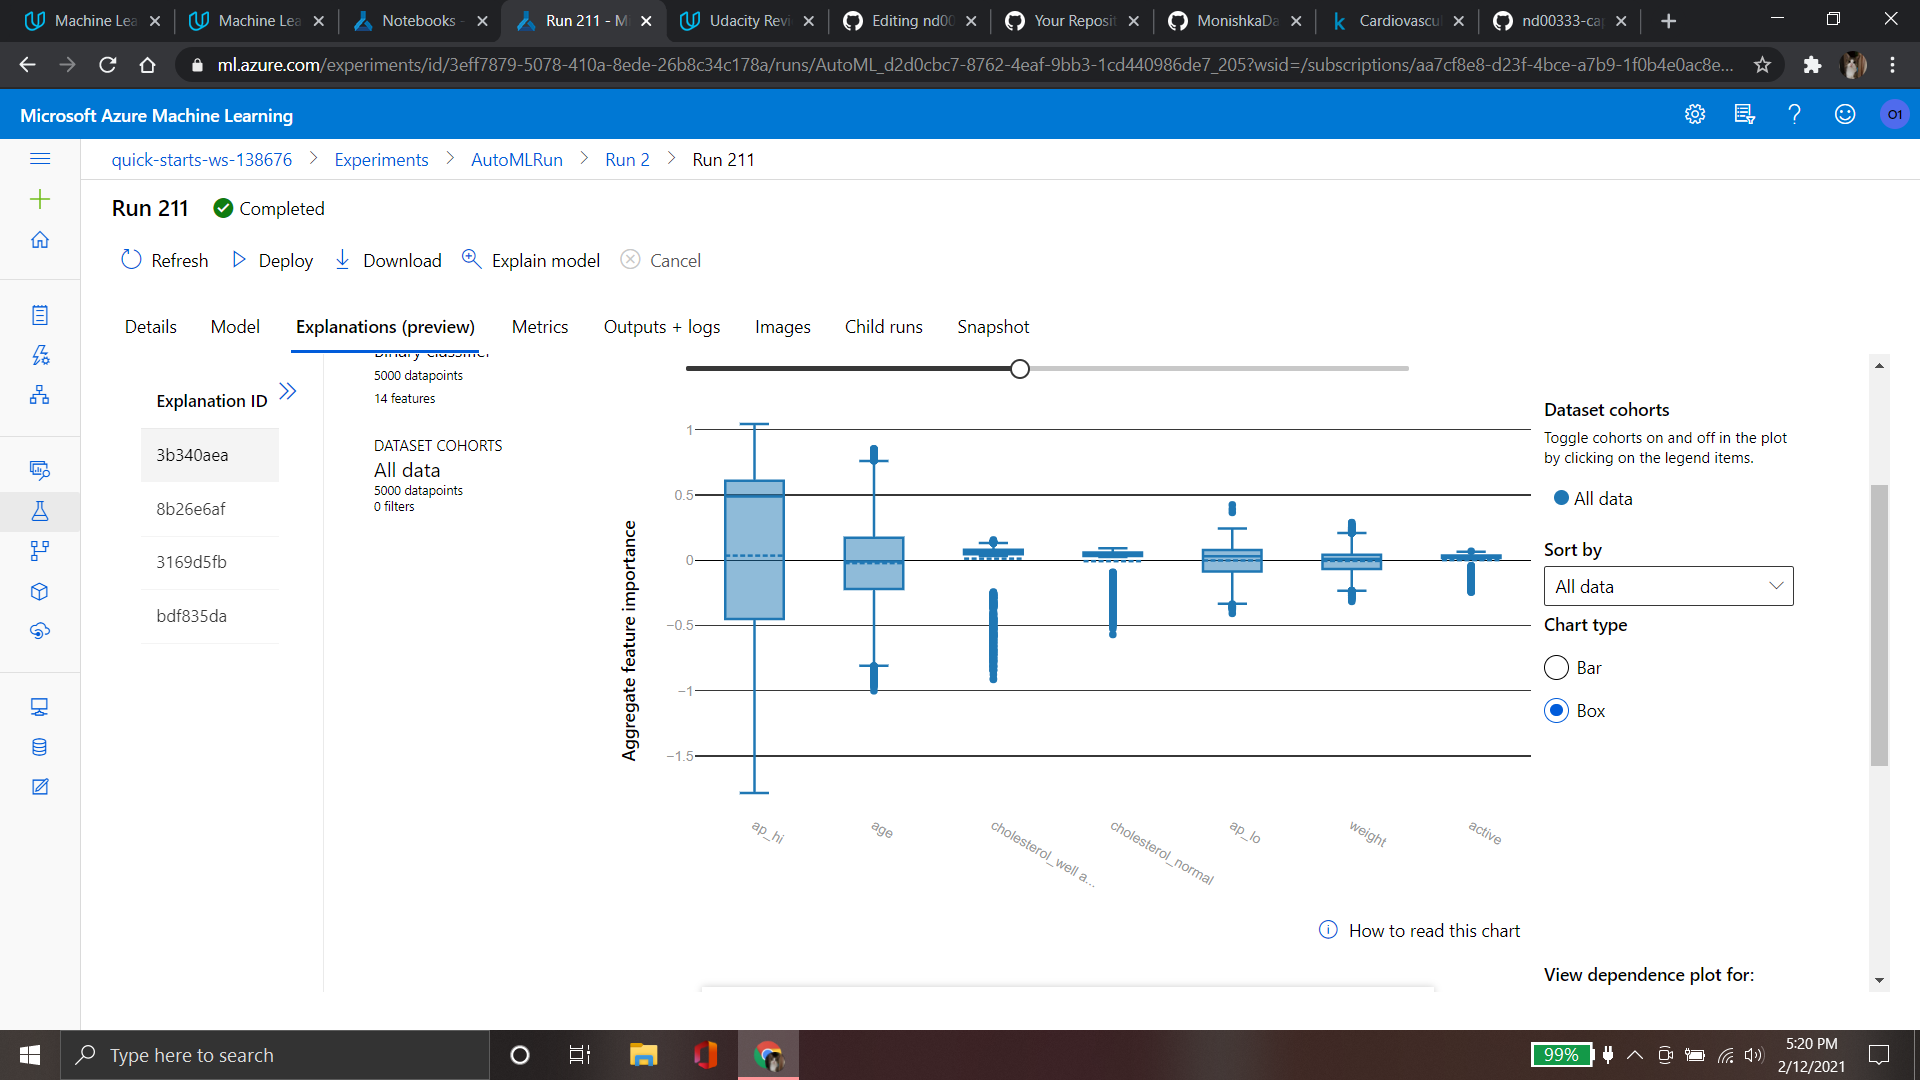 Machine Lea
Machine Lea
Notebooks -
Run 211 - M
Udacity Revi
Editing nd00
Your Reposit
MonishkaDa
Cardiovascul
nd00333-cap
ml.azure.com/experiments/id/3eff7879-5078-410a-8ede-26b8c34c178a/runs/AutoML_d2d0cbc7-8762-4eaf-9bb3-1cd440986de7_205?wsid=/subscriptions/aa7cf8e8-d23f-4bce-a7b9-1f0b4e0ac8e...
Microsoft Azure Machine Learning
O1
quick-starts-ws-138676 > Experiments > AutoMLRun > Run 2 > Run 211
Run 211 Completed
Refresh Deploy Download Explain model Cancel
Details Model Explanations (preview) Metrics Outputs + logs Images Child runs Snapshot
Explanation ID
3b340aea
8b26e6af
3169d5fb
bdf835da
Binary classifier
5000 datapoints
14 features
DATASET COHORTS
All data
5000 datapoints
0 filters
Aggregate feature importance
1
0.5
0
−0.5
−1
−1.5
ap_hi
age
cholesterol_well a...
cholesterol_normal
ap_lo
weight
active
How to read this chart
Dataset cohorts
Toggle cohorts on and off in the plot
by clicking on the legend items.
All data
Sort by
All data
Chart type
Bar
Box
View dependence plot for:
Type here to search
99%
5:20 PM
2/12/2021